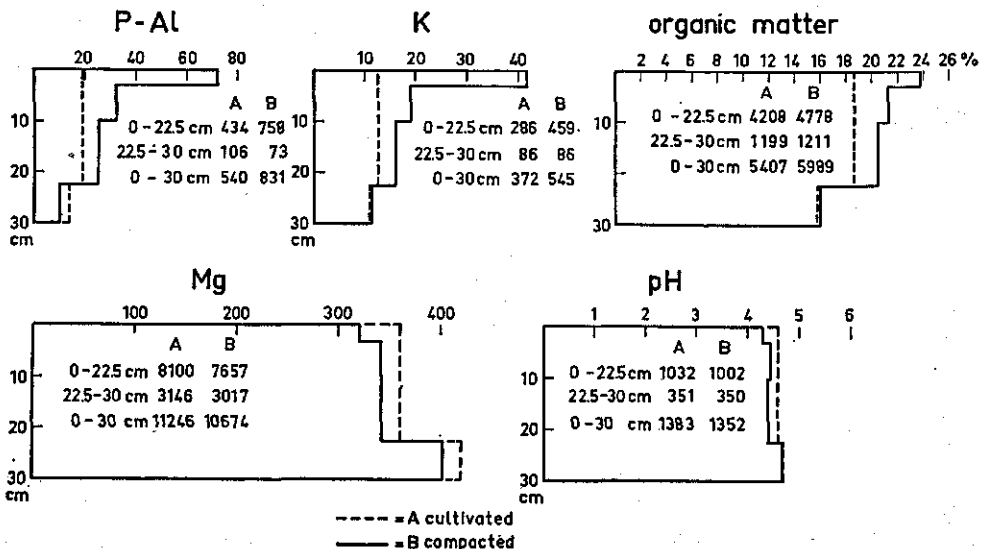 P-Al
20 40 60 80
A B
0-22.5 cm 434 758
22.5-30 cm 106 73
0-30 cm 540 831
10
20
30
cm
K
10 20 30 40
A B
0-22.5 cm 286 459
22.5-30 cm 86 86
0-30 cm 372 545
10
20
30
cm
organic matter
2 4 6 8 10 12 14 16 18 20 22 24 26 %
A B
0-22.5 cm 4208 4778
22.5-30 cm 1199 1211
0-30 cm 5407 5989
10
20
30
cm
Mg
100 200 300 400
A B
0-22.5 cm 8100 7657
22.5-30 cm 3146 3017
0-30 cm 11246 10674
10
20
30
cm
pH
1 2 3 4 5 6
A B
0-22.5 cm 1032 1002
22.5-30 cm 351 350
0-30 cm 1383 1352
10
20
30
cm
= A cultivated
= B compacted